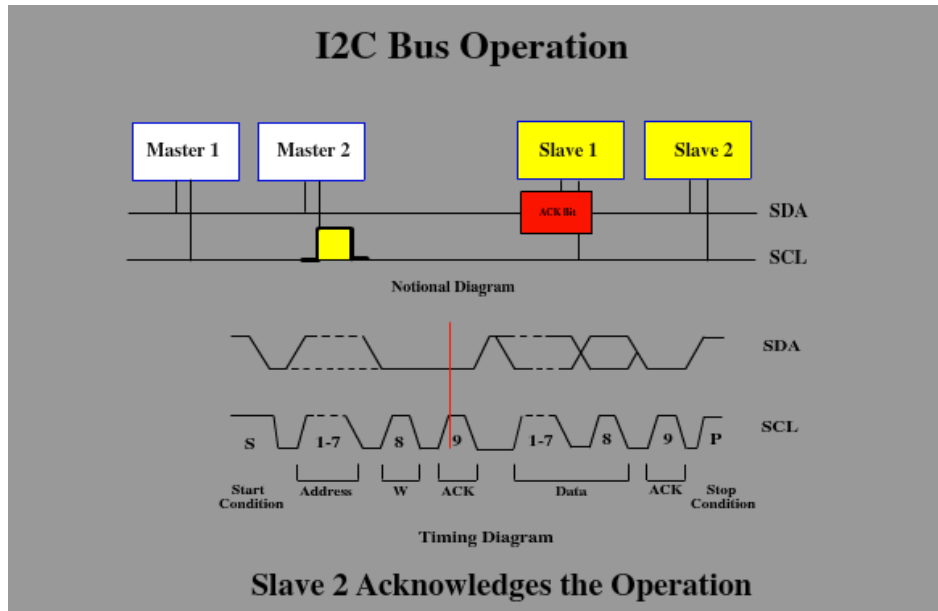 I2C Bus Operation
Master 1 Master 2 Slave 1 Slave 2
ACK Bit
SDA
SCL
Notional Diagram
SDA
SCL
S 1-7 8 9 1-7 8 9 P
Start Condition Address W ACK Data ACK Stop Condition
Timing Diagram
Slave 2 Acknowledges the Operation